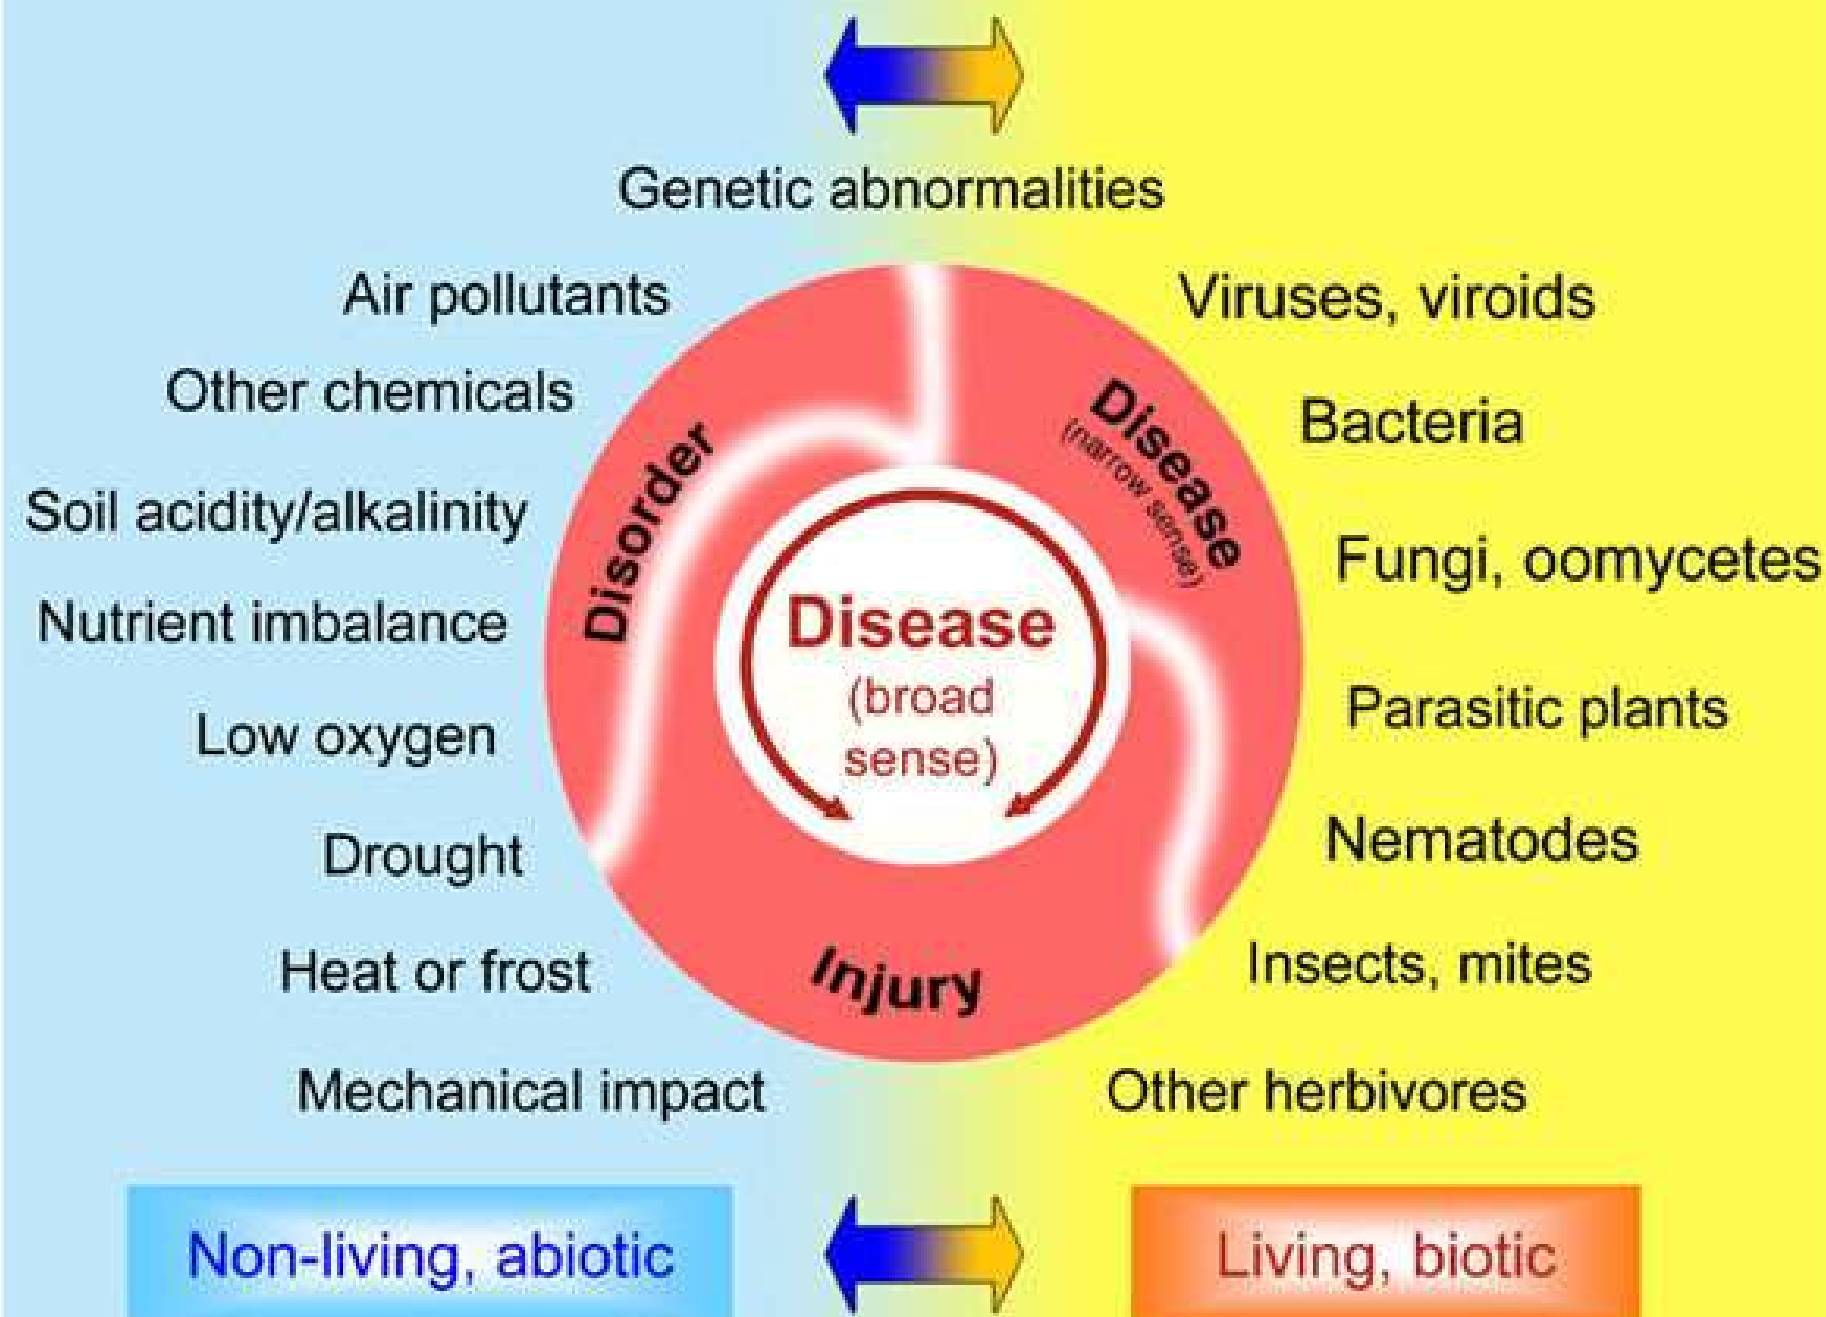 Genetic abnormalities
Air pollutants
Other chemicals
Soil acidity/alkalinity
Nutrient imbalance
Low oxygen
Drought
Heat or frost
Mechanical impact
Viruses, viroids
Bacteria
Fungi, oomycetes
Parasitic plants
Nematodes
Insects, mites
Other herbivores
Disorder
Disease
(narrow sense)
Injury
Disease
(broad
sense)
Non-living, abiotic
Living, biotic